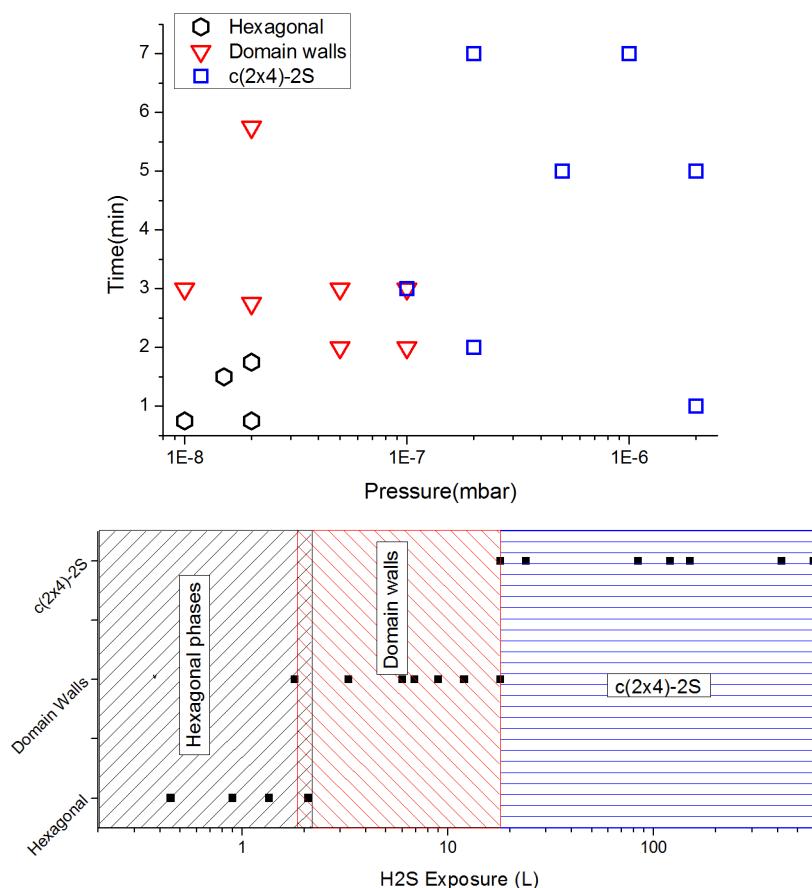 Hexagonal
Domain walls
c(2x4)-2S
7
6
5
4
3
2
1
Time(min)
1E-8
1E-7
1E-6
Pressure(mbar)
c(2x4)-2S
Domain Walls
Hexagonal
Hexagonal phases
Domain walls
c(2x4)-2S
1
10
100
H2S Exposure (L)